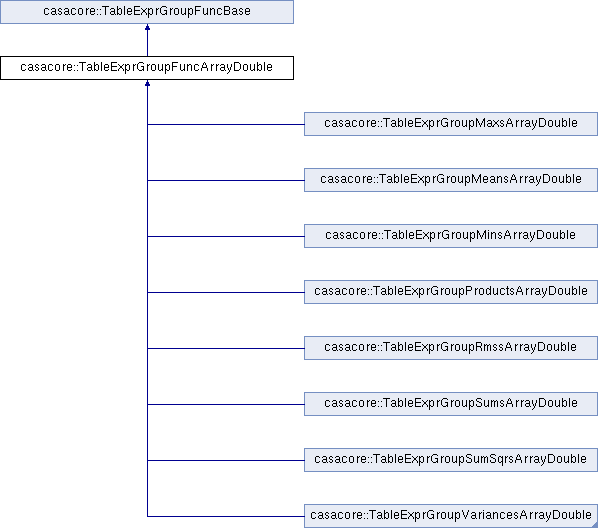 casacore::TableExprGroupFuncBase
casacore::TableExprGroupFuncArrayDouble
casacore::TableExprGroupMaxsArrayDouble
casacore::TableExprGroupMeansArrayDouble
casacore::TableExprGroupMinsArrayDouble
casacore::TableExprGroupProductsArrayDouble
casacore::TableExprGroupRmssArrayDouble
casacore::TableExprGroupSumsArrayDouble
casacore::TableExprGroupSumSqrsArrayDouble
casacore::TableExprGroupVariancesArrayDouble